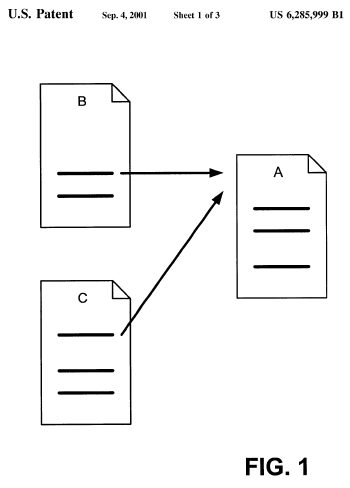 U.S. Patent Sep. 4, 2001 Sheet 1 of 3 US 6,285,999 B1
B
A
C
FIG. 1